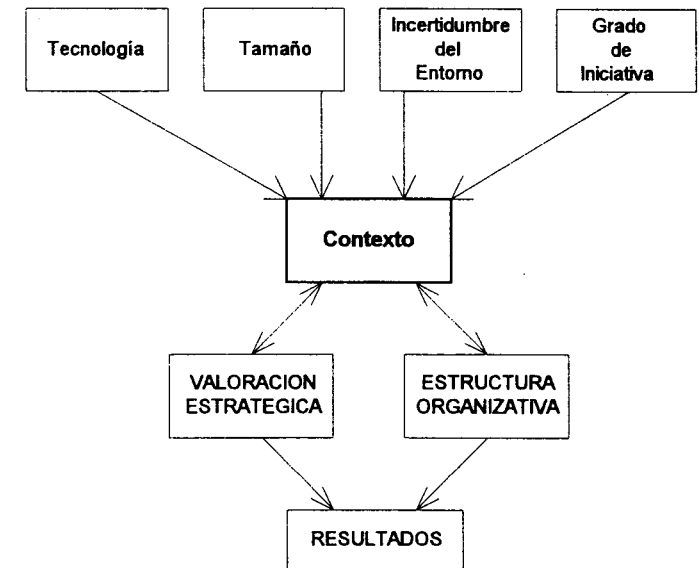 Tecnología
Tamaño
Incertidumbre
del
Entorno
Grado
de
Iniciativa
Contexto
VALORACION
ESTRATEGICA
ESTRUCTURA
ORGANIZATIVA
RESULTADOS